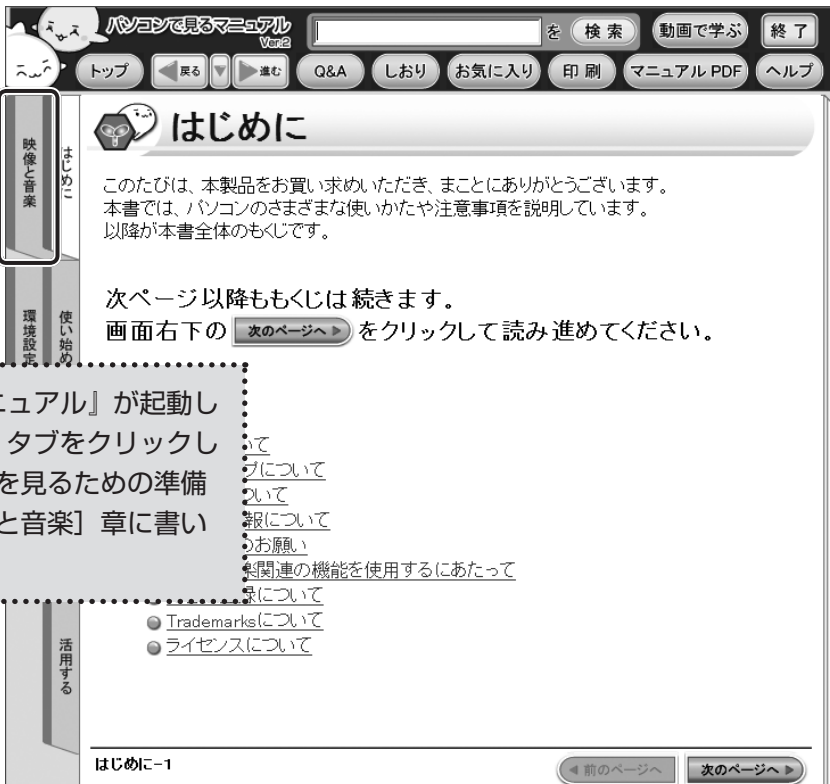 パソコンで見るマニュアル
Ver.2
を 検索 動画で学ぶ 終了
トップ 戻る 進む Q&A しおり お気に入り 印刷 マニュアル PDF ヘルプ
映像と音楽
はじめに
環境設定
使い始め
活用する
はじめに
このたびは、本製品をお買い求めいただき、まことにありがとうございます。
本書では、パソコンのさまざまな使いかたや注意事項を説明しています。
以降が本書全体のもくじです。
次ページ以降ももくじは続きます。
画面右下の 次のページへ をクリックして読み進めてください。
ニュアル』が起動し
タブをクリックし
を見るための準備
と音楽］章に書い
いて
ブについて
ついて
報について
のお願い
関連の機能を使用するにあたって
録について
Trademarksについて
ライセンスについて
はじめに-1
前のページへ 次のページへ